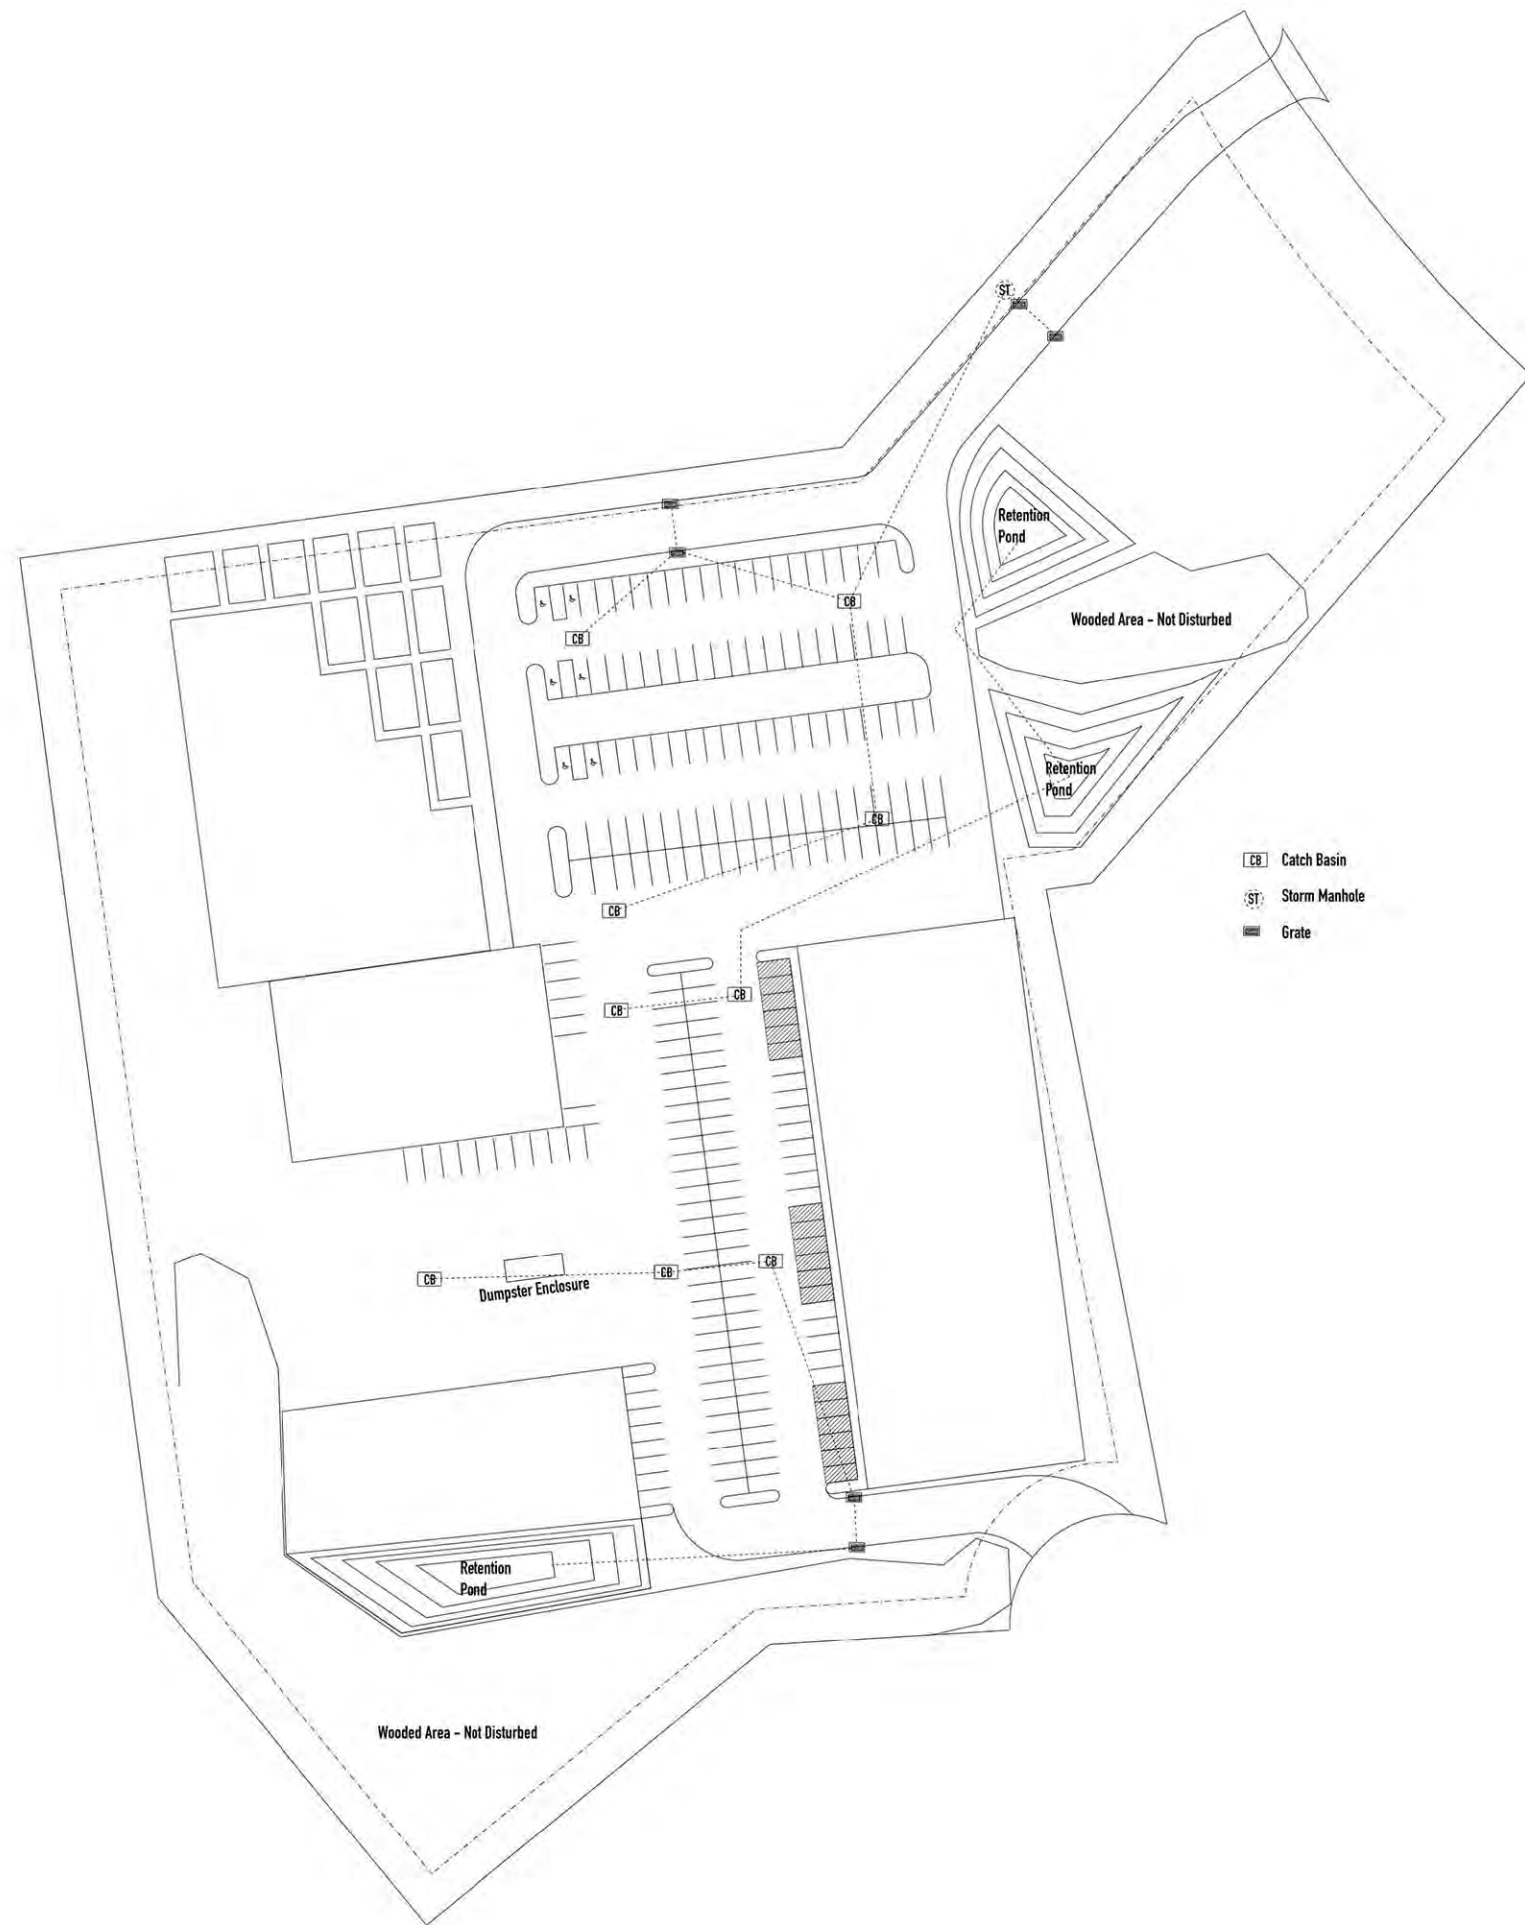 ST
Retention
Pond
CB
Wooded Area - Not Disturbed
CB
Retention
Pond
CB
CB Catch Basin
ST Storm Manhole
Grate
CB
CB
CB
CB
CB
CB
Dumpster Enclosure
Retention
Pond
Wooded Area - Not Disturbed